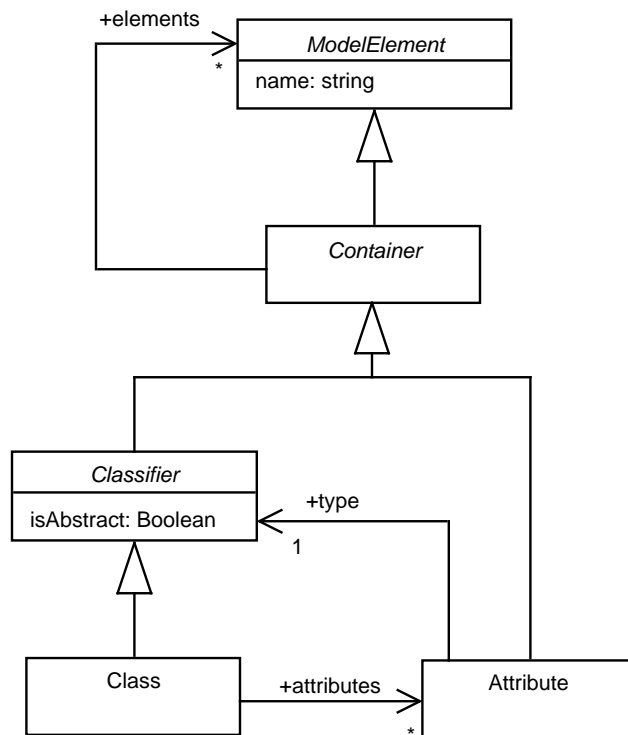 +elements
*
ModelElement
name: string
Container
Classifier
isAbstract: Boolean
+type
1
Class
+attributes
*
Attribute